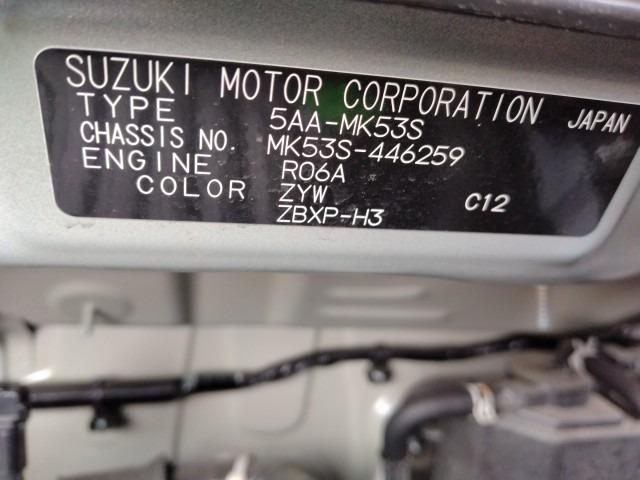 SUZUKI MOTOR CORPORATION JAPAN
TYPE 5AA-MK53S
CHASSIS NO. MK53S-446259
ENGINE R06A
COLOR ZYW C12
ZBXP-H3